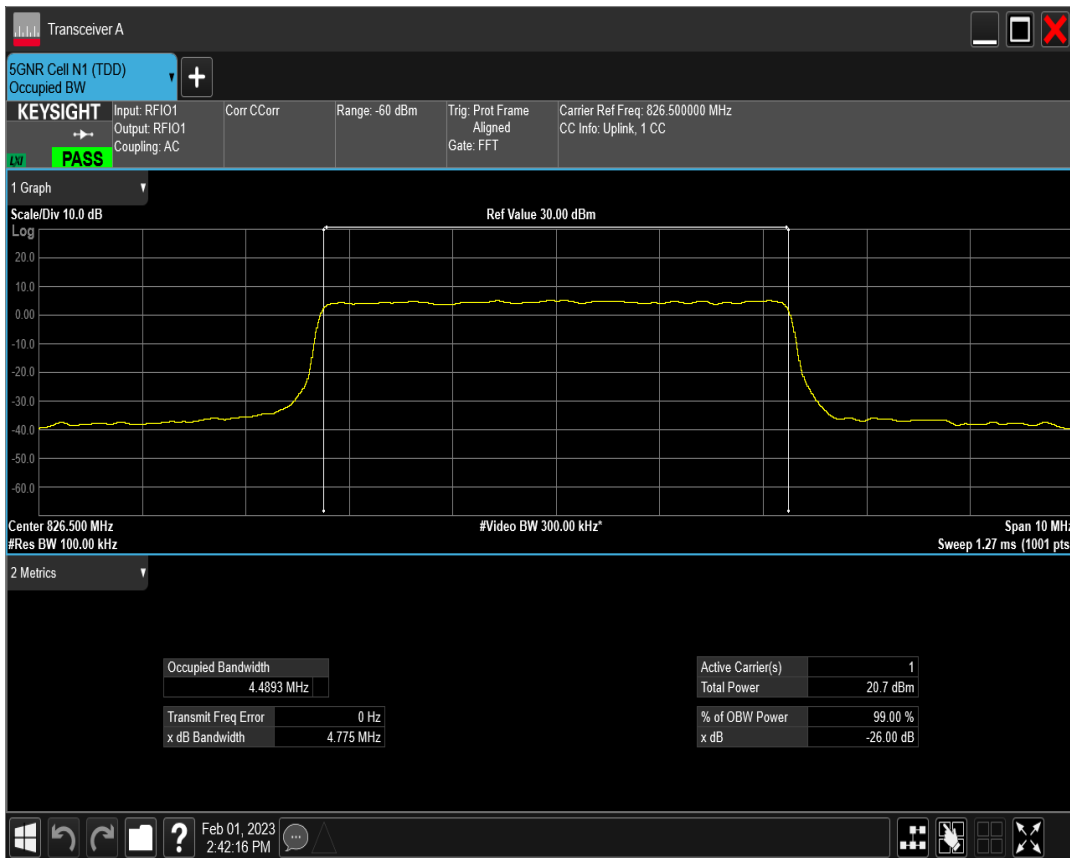 Transceiver A
5GNR Cell N1 (TDD)
Occupied BW
+
KEYSIGHT
LXI
PASS
Input: RFIO1
Output: RFIO1
Coupling: AC
Corr CCorr
Range: -60 dBm
Trig: Prot Frame
Aligned
Gate: FFT
Carrier Ref Freq: 826.500000 MHz
CC Info: Uplink, 1 CC
1 Graph
Scale/Div 10.0 dB
Ref Value 30.00 dBm
Log
20.0
10.0
0.00
-10.0
-20.0
-30.0
-40.0
-50.0
-60.0
Center 826.500 MHz
#Video BW 300.00 kHz*
Span 10 MHz
#Res BW 100.00 kHz
Sweep 1.27 ms (1001 pts
2 Metrics
Occupied Bandwidth
4.4893 MHz
Transmit Freq Error 0 Hz
x dB Bandwidth 4.775 MHz
Active Carrier(s) 1
Total Power 20.7 dBm
% of OBW Power 99.00 %
x dB -26.00 dB
?
Feb 01, 2023
2:42:16 PM